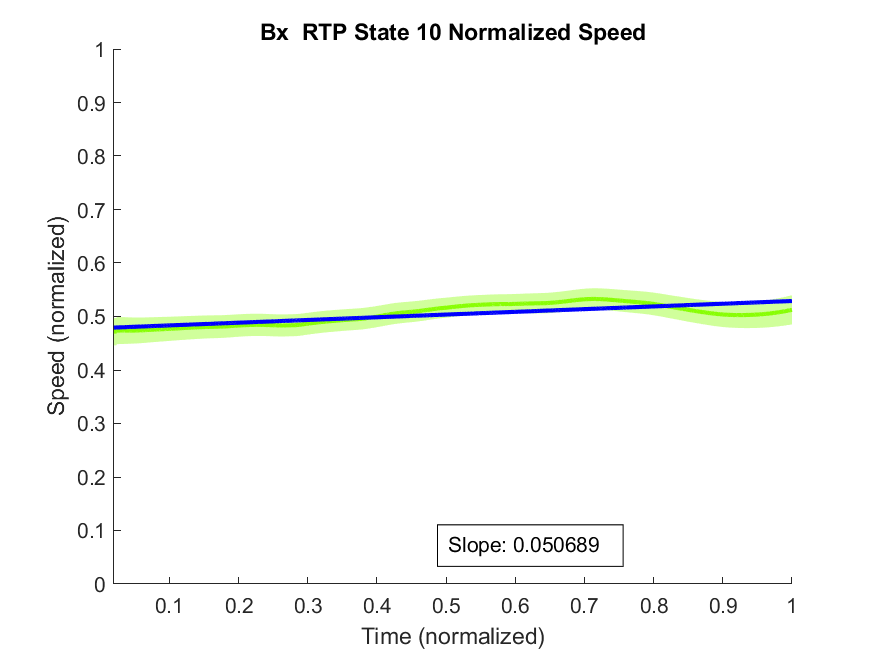 Bx  RTP State 10 Normalized Speed
1
0.9
0.8
0.7
0.6
0.5
0.4
0.3
0.2
0.1
0
Speed (normalized)
Slope: 0.050689
0.1 0.2 0.3 0.4 0.5 0.6 0.7 0.8 0.9 1
Time (normalized)